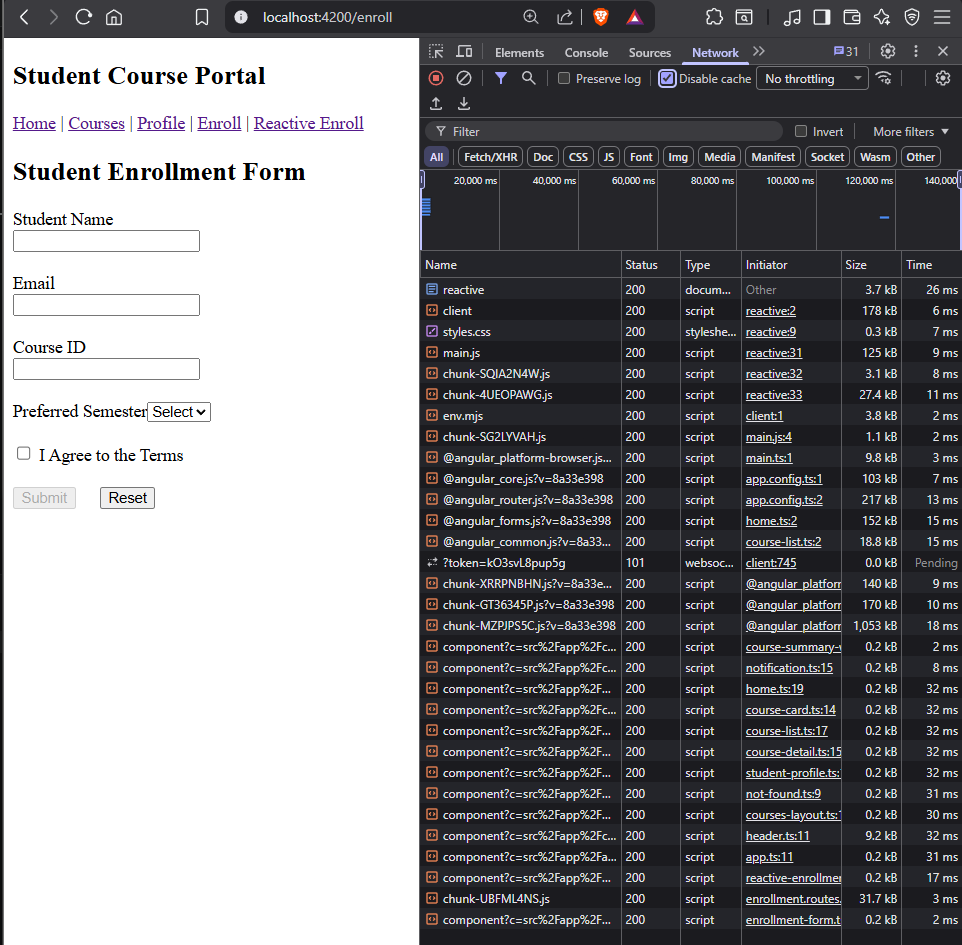 localhost:4200/enroll
Student Course Portal
Home | Courses | Profile | Enroll | Reactive Enroll
Student Enrollment Form
Student Name
Email
Course ID
Preferred Semester Select
I Agree to the Terms
Submit Reset
Elements Console Sources Network 31
Preserve log Disable cache No throttling
Filter Invert More filters
All Fetch/XHR Doc CSS JS Font Img Media Manifest Socket Wasm Other
20,000 ms 40,000 ms 60,000 ms 80,000 ms 100,000 ms 120,000 ms 140,000
Name Status Type Initiator Size Time
reactive 200 docum... Other 3.7 kB 26 ms
client 200 script reactive:2 178 kB 6 ms
styles.css 200 styleshe... reactive:9 0.3 kB 7 ms
main.js 200 script reactive:31 125 kB 9 ms
chunk-SQIA2N4W.js 200 script reactive:32 3.1 kB 8 ms
chunk-4UEOPAWG.js 200 script reactive:33 27.4 kB 11 ms
env.mjs 200 script client:1 3.8 kB 2 ms
chunk-SG2LYVAH.js 200 script main.js:4 1.1 kB 2 ms
@angular_platform-browser.js... 200 script main.ts:1 9.8 kB 3 ms
@angular_core.js?v=8a33e398 200 script app.config.ts:1 103 kB 7 ms
@angular_router.js?v=8a33e398 200 script app.config.ts:2 217 kB 13 ms
@angular_forms.js?v=8a33e398 200 script home.ts:2 152 kB 15 ms
@angular_common.js?v=8a33... 200 script course-list.ts:2 18.8 kB 15 ms
?token=kO3svL8pup5g 101 websoc... client:745 0.0 kB Pending
chunk-XRRPNBHN.js?v=8a33e... 200 script @angular_platfor 140 kB 9 ms
chunk-GT36345P.js?v=8a33e398 200 script @angular_platfor 170 kB 10 ms
chunk-MZPJPS5C.js?v=8a33e398 200 script @angular_platfor 1,053 kB 18 ms
component?c=src%2Fapp%2Fc... 200 script course-summary- 0.2 kB 2 ms
component?c=src%2Fapp%2Fc... 200 script notification.ts:15 0.2 kB 8 ms
component?c=src%2Fapp%2F... 200 script home.ts:19 0.2 kB 32 ms
component?c=src%2Fapp%2Fc... 200 script course-card.ts:14 0.2 kB 32 ms
component?c=src%2Fapp%2F... 200 script course-list.ts:17 0.2 kB 32 ms
component?c=src%2Fapp%2F... 200 script course-detail.ts:15 0.2 kB 32 ms
component?c=src%2Fapp%2F... 200 script student-profile.ts: 0.2 kB 32 ms
component?c=src%2Fapp%2F... 200 script not-found.ts:9 0.2 kB 31 ms
component?c=src%2Fapp%2F... 200 script courses-layout.ts:1 0.2 kB 30 ms
component?c=src%2Fapp%2Fc... 200 script header.ts:11 9.2 kB 32 ms
component?c=src%2Fapp%2Fa... 200 script app.ts:11 0.2 kB 31 ms
component?c=src%2Fapp%2F... 200 script reactive-enrollmer 0.2 kB 17 ms
chunk-UBFML4NS.js 200 script enrollment.routes. 31.7 kB 3 ms
component?c=src%2Fapp%2F... 200 script enrollment-form.t 0.2 kB 2 ms